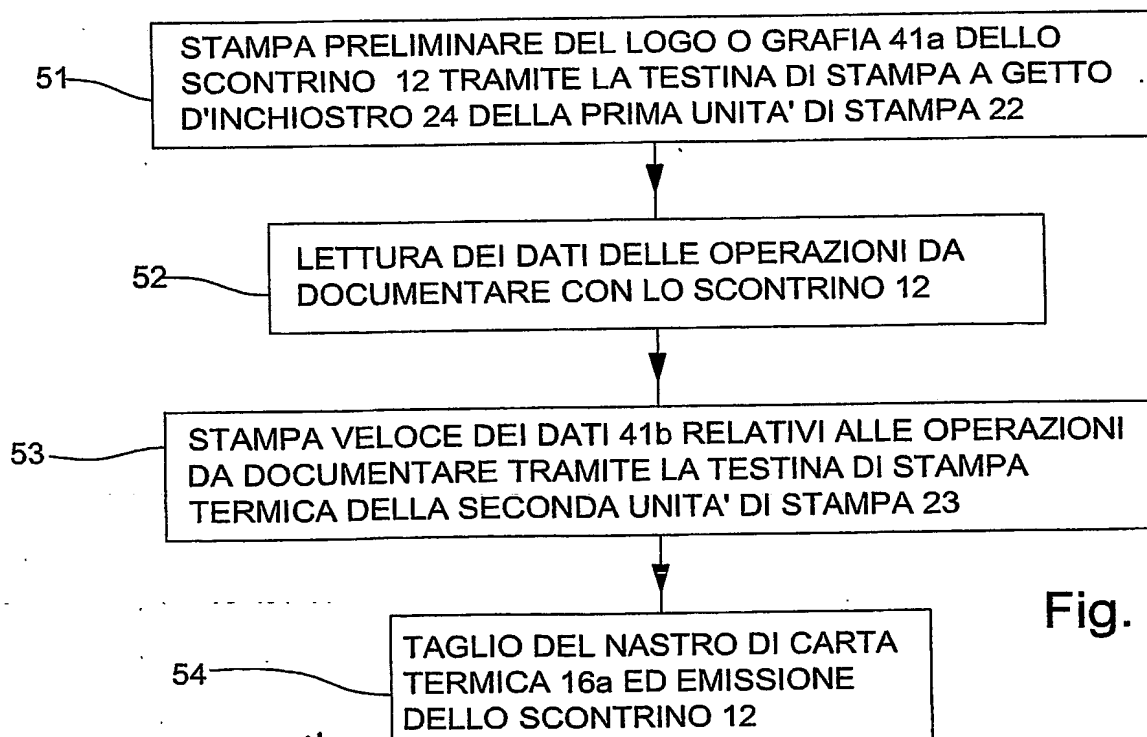 51
STAMPA PRELIMINARE DEL LOGO O GRAFIA 41a DELLO
SCONTRINO 12 TRAMITE LA TESTINA DI STAMPA A GETTO
D'INCHIOSTRO 24 DELLA PRIMA UNITA' DI STAMPA 22
52
LETTURA DEI DATI DELLE OPERAZIONI DA
DOCUMENTARE CON LO SCONTRINO 12
53
STAMPA VELOCE DEI DATI 41b RELATIVI ALLE OPERAZIONI
DA DOCUMENTARE TRAMITE LA TESTINA DI STAMPA
TERMICA DELLA SECONDA UNITA' DI STAMPA 23
Fig.
54
TAGLIO DEL NASTRO DI CARTA
TERMICA 16a ED EMISSIONE
DELLO SCONTRINO 12